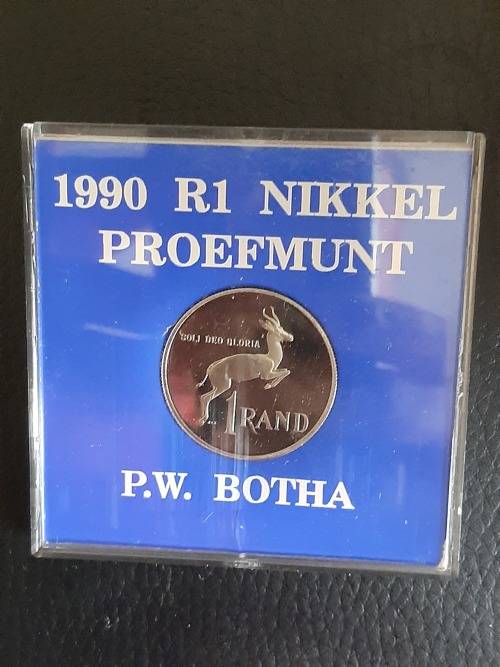 1990 R1 NIKKEL
PROEFMUNT
SOLI DEO GLORIA
1 RAND
P.W. BOTHA